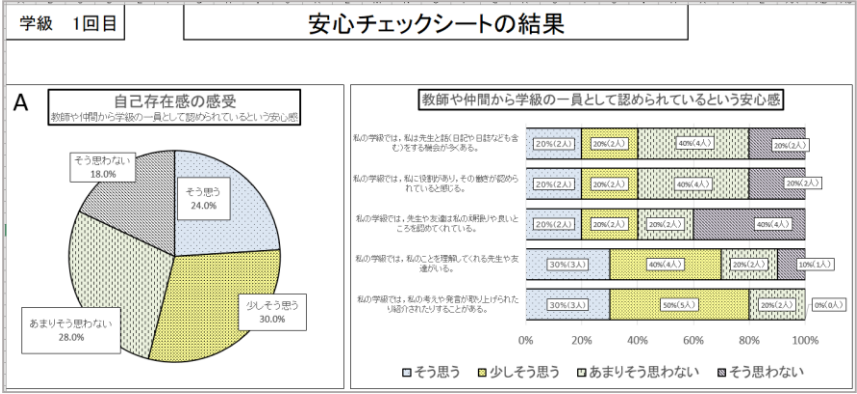 学級 1回目
安心チェックシートの結果
A
自己存在感の感受
教師や仲間から学級の一員として認められているという安心感
そう思わない
18.0%
そう思う
24.0%
あまりそう思わない
28.0%
少しそう思う
30.0%
教師や仲間から学級の一員として認められているという安心感
私の学級では，私は先生と話（日記や日誌なども含
む）をする機会が多くある。
20%(2人) 20%(2人) 40%(4人) 20%(2人)
私の学級では，私に役割があり，その働きが認めら
れていると感じる。
20%(2人) 20%(2人) 40%(4人) 20%(2人)
私の学級では，先生や友達は私の頑張りや良いと
ころを認めてくれている。
20%(2人) 20%(2人) 20%(2人) 40%(4人)
私の学級では，私のことを理解してくれる先生や友
達がいる。
30%(3人) 40%(4人) 20%(2人) 10%(1人)
私の学級では，私の考えや発言が取り上げられた
り紹介されたりすることがある。
30%(3人) 50%(5人) 20%(2人) 0%(0人)
0% 20% 40% 60% 80% 100%
そう思う 少しそう思う あまりそう思わない そう思わない